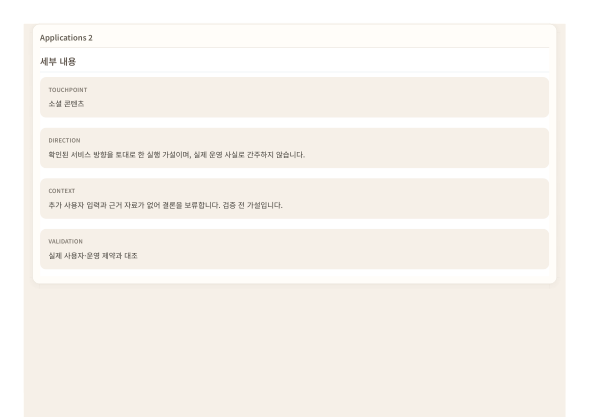 Applications 2
세부 내용
TOUCHPOINT
소셜 콘텐츠
DIRECTION
확인된 서비스 방향을 토대로 한 실행 가설이며, 실제 운영 사실로 간주하지 않습니다.
CONTEXT
추가 사용자 입력과 근거 자료가 없어 결론을 보류합니다. 검증 전 가설입니다.
VALIDATION
실제 사용자·운영 제약과 대조